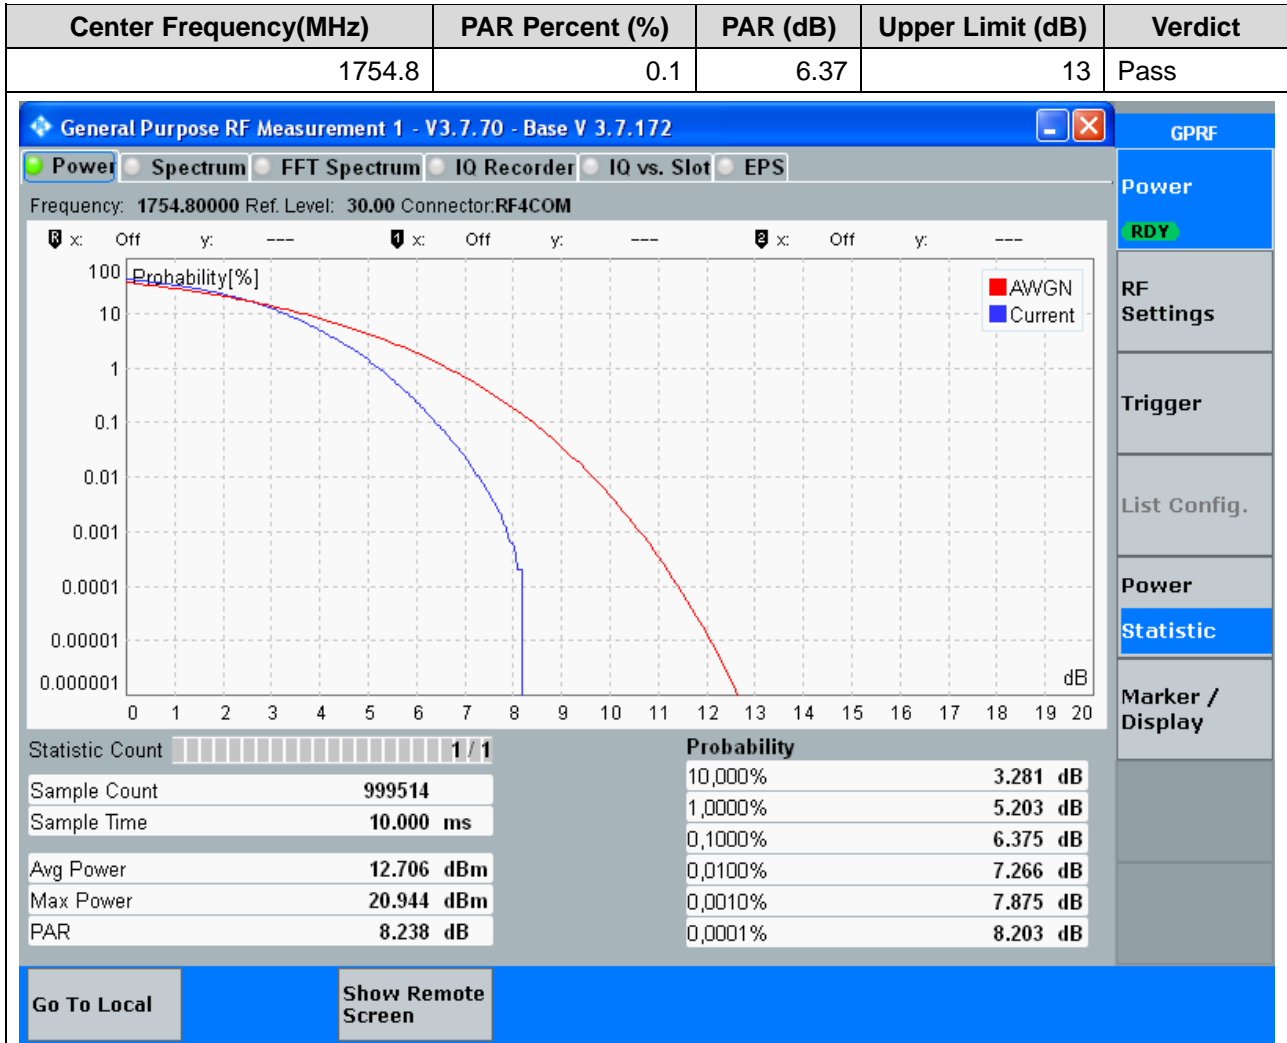 Center Frequency(MHz) PAR Percent (%) PAR (dB) Upper Limit (dB) Verdict
1754.8 0.1 6.37 13 Pass
General Purpose RF Measurement 1 - V3.7.70 - Base V 3.7.172
GPRF
Power Spectrum FFT Spectrum IQ Recorder IQ vs. Slot EPS
Frequency: 1754.80000 Ref. Level: 30.00 Connector:RF4COM
R x: Off y: --- 1 x: Off y: --- 2 x: Off y: ---
Probability[%]
AWGN
Current
100
10
1
0.1
0.01
0.001
0.0001
0.00001
0.000001
dB
0 1 2 3 4 5 6 7 8 9 10 11 12 13 14 15 16 17 18 19 20
Statistic Count 1 / 1
Sample Count 999514
Sample Time 10.000 ms
Avg Power 12.706 dBm
Max Power 20.944 dBm
PAR 8.238 dB
Probability
10,000% 3.281 dB
1,0000% 5.203 dB
0,1000% 6.375 dB
0,0100% 7.266 dB
0,0010% 7.875 dB
0,0001% 8.203 dB
Power
RDY
RF
Settings
Trigger
List Config.
Power
Statistic
Marker /
Display
Go To Local
Show Remote
Screen